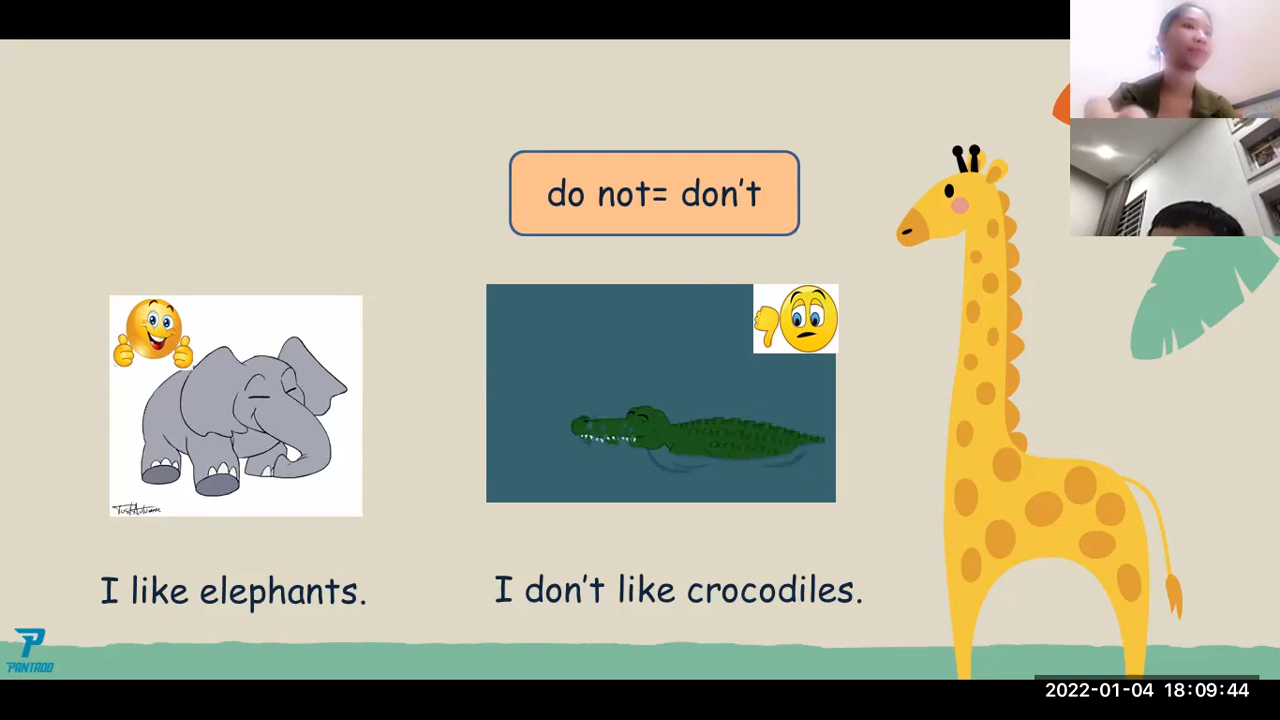 do not= don't
I like elephants.
I don't like crocodiles.
PANTADO
2022-01-04 18:09:44